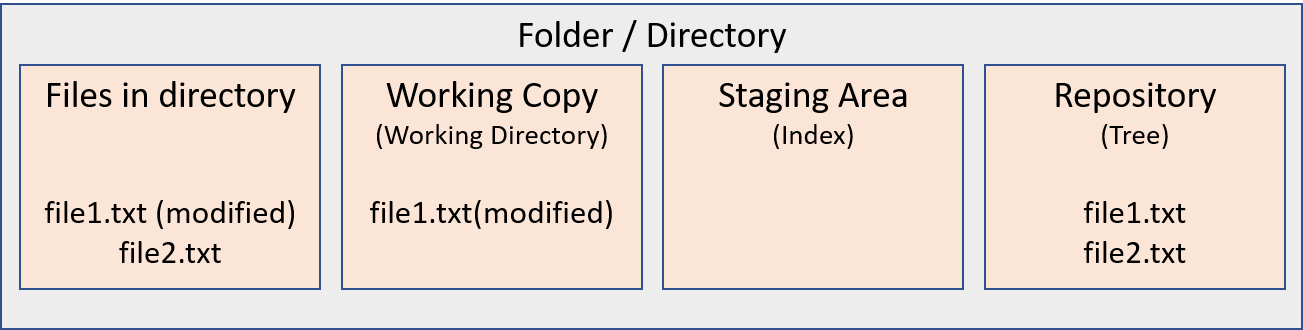 Folder / Directory
Files in directory
file1.txt (modified)
file2.txt
Working Copy
(Working Directory)
file1.txt(modified)
Staging Area
(Index)
Repository
(Tree)
file1.txt
file2.txt